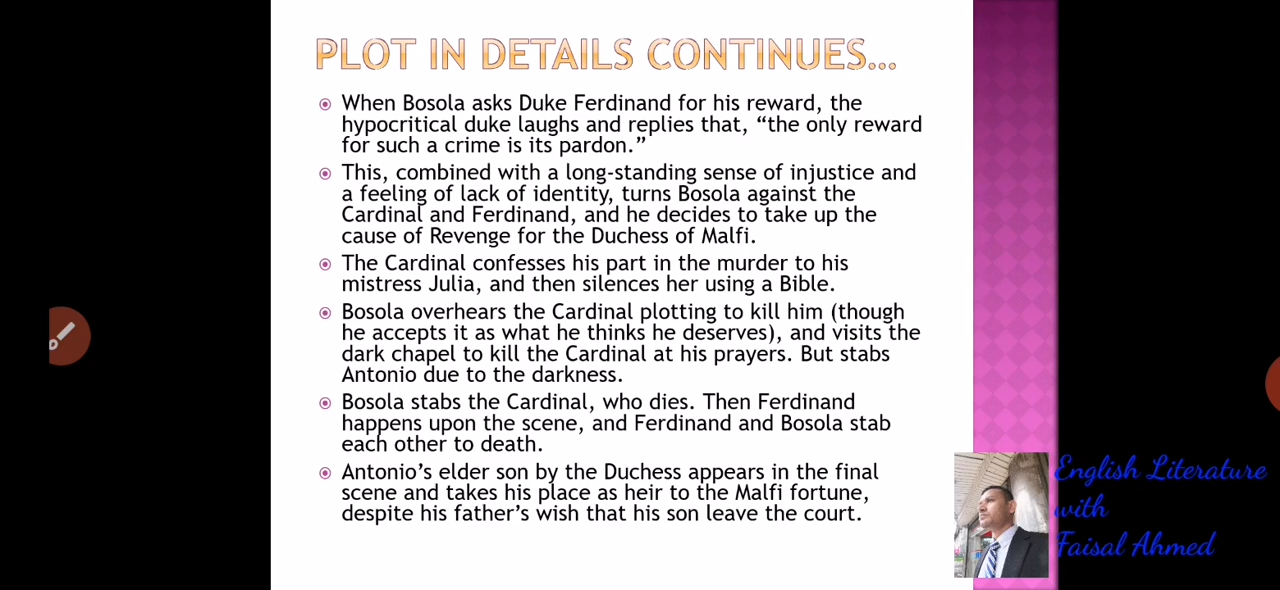 PLOT IN DETAILS CONTINUES...
When Bosola asks Duke Ferdinand for his reward, the
hypocritical duke laughs and replies that, “the only reward
for such a crime is its pardon.”
This, combined with a long-standing sense of injustice and
a feeling of lack of identity, turns Bosola against the
Cardinal and Ferdinand, and he decides to take up the
cause of Revenge for the Duchess of Malfi.
The Cardinal confesses his part in the murder to his
mistress Julia, and then silences her using a Bible.
Bosola overhears the Cardinal plotting to kill him (though
he accepts it as what he thinks he deserves), and visits the
dark chapel to kill the Cardinal at his prayers. But stabs
Antonio due to the darkness.
Bosola stabs the Cardinal, who dies. Then Ferdinand
happens upon the scene, and Ferdinand and Bosola stab
each other to death.
Antonio’s elder son by the Duchess appears in the final
scene and takes his place as heir to the Malfi fortune,
despite his father’s wish that his son leave the court.
English Literature
with
Faisal Ahmed